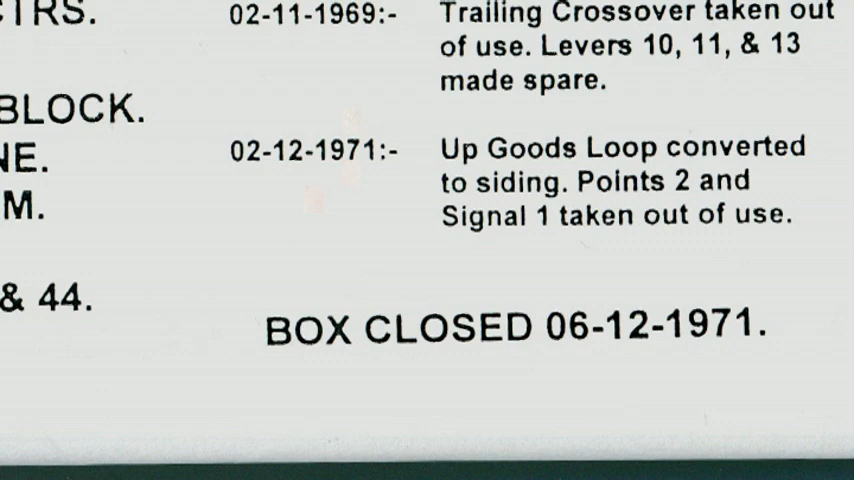 CTRS.
02-11-1969:- Trailing Crossover taken out
of use. Levers 10, 11, & 13
made spare.
BLOCK.
NE.
M.
02-12-1971:- Up Goods Loop converted
to siding. Points 2 and
Signal 1 taken out of use.
& 44.
BOX CLOSED 06-12-1971.